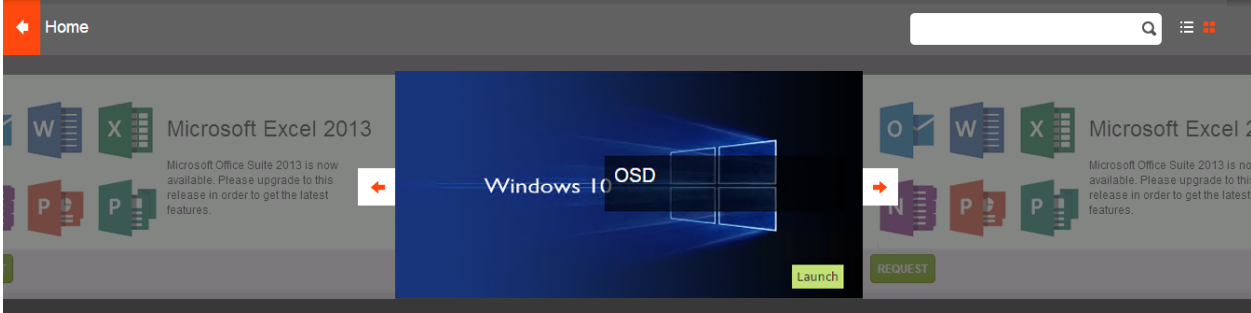 Home
W X
Microsoft Excel 2013
Microsoft Office Suite 2013 is now
available. Please upgrade to this
release in order to get the latest
features.
P P
Windows 10
OSD
Launch
O W X
Microsoft Excel 2
Microsoft Office Suite 2013 is no
available. Please upgrade to thi
release in order to get the latest
features.
N P P
REQUEST